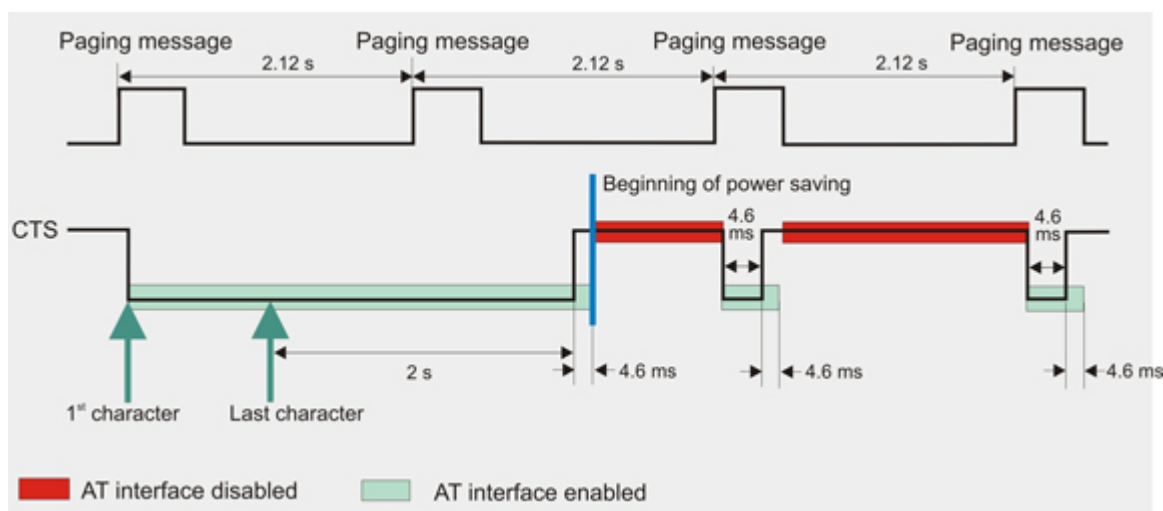 Paging message Paging message Paging message Paging message
2.12 s 2.12 s 2.12 s
Beginning of power saving
CTS
4.6
ms
4.6
ms
2 s
4.6 ms 4.6 ms 4.6 ms
1st character
Last character
AT interface disabled AT interface enabled